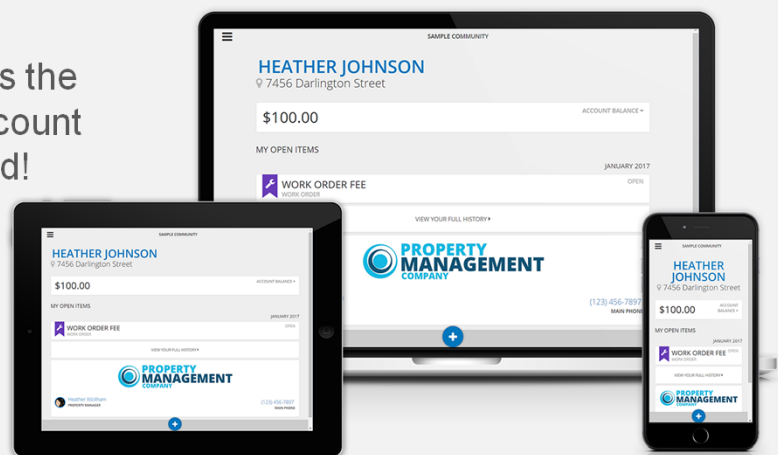 s the
count
d!
SAMPLE COMMUNITY
HEATHER JOHNSON
7456 Darlington Street
$100.00
ACCOUNT BALANCE
MY OPEN ITEMS
JANUARY 2017
WORK ORDER FEE
OPEN
WORK ORDER
VIEW YOUR FULL HISTORY
PROPERTY
MANAGEMENT
COMPANY
(123) 456-7897
MAIN PHONE
SAMPLE COMMUNITY
HEATHER JOHNSON
7456 Darlington Street
$100.00
ACCOUNT BALANCE
MY OPEN ITEMS
JANUARY 2017
WORK ORDER FEE
OPEN
WORK ORDER
VIEW YOUR FULL HISTORY
PROPERTY
MANAGEMENT
COMPANY
Heather Wickham
PROPERTY MANAGER
(123) 456-7897
MAIN PHONE
SAMPLE COMMUNITY
HEATHER
JOHNSON
7456 Darlington Street
$100.00
ACCOUNT
BALANCE
MY OPEN ITEMS
JANUARY 2017
WORK ORDER FEE
OPEN
WORK ORDER
VIEW YOUR FULL HISTORY
PROPERTY
MANAGEMENT
COMPANY